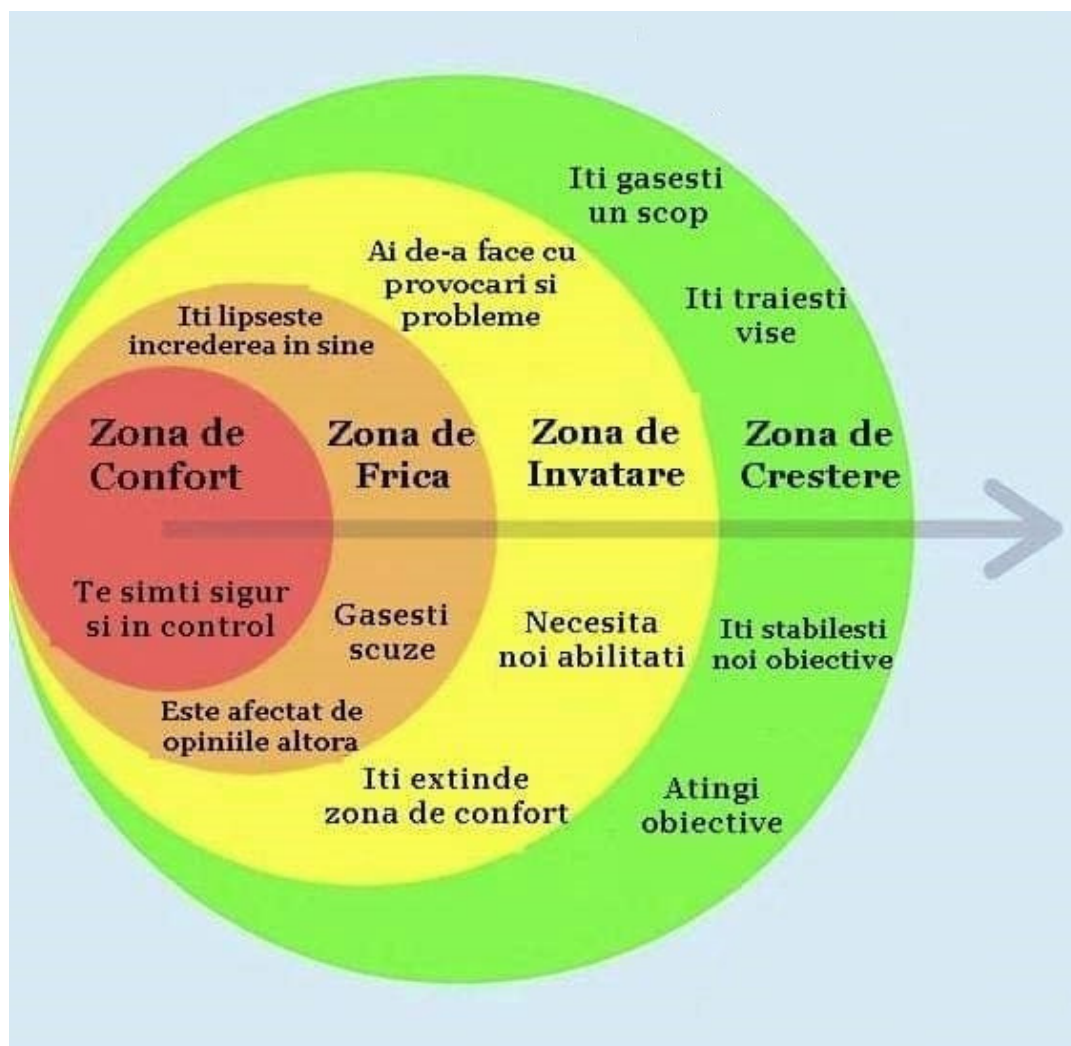 Iti gasesti
un scop
Ai de-a face cu
provocari si
probleme
Iti traiesti
vise
Iti lipseste
increderea in sine
Zona de
Confort
Zona de
Frica
Zona de
Invatare
Zona de
Crestere
Te simti sigur
si in control
Gasesti
scuze
Necesita
noi abilitati
Iti stabilesti
noi obiective
Este afectat de
opiniile altora
Iti extinde
zona de confort
Atingi
obiective